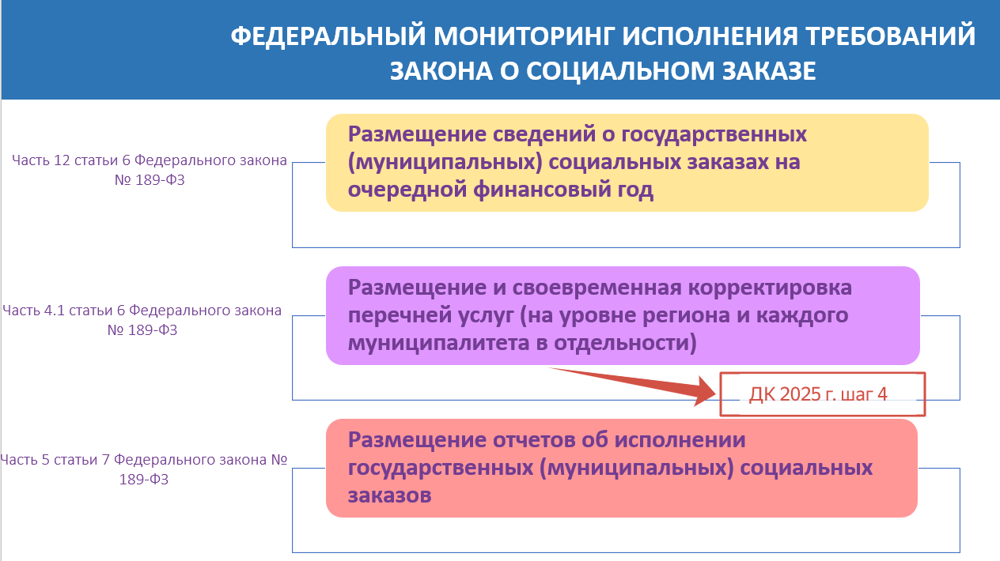 ФЕДЕРАЛЬНЫЙ МОНИТОРИНГ ИСПОЛНЕНИЯ ТРЕБОВАНИЙ
ЗАКОНА О СОЦИАЛЬНОМ ЗАКАЗЕ
Часть 12 статьи 6 Федерального закона
№ 189-ФЗ
Размещение сведений о государственных
(муниципальных) социальных заказах на
очередной финансовый год
Часть 4.1 статьи 6 Федерального закона
№ 189-ФЗ
Размещение и своевременная корректировка
перечней услуг (на уровне региона и каждого
муниципалитета в отдельности)
ДК 2025 г. шаг 4
Часть 5 статьи 7 Федерального закона №
189-ФЗ
Размещение отчетов об исполнении
государственных (муниципальных) социальных
заказов